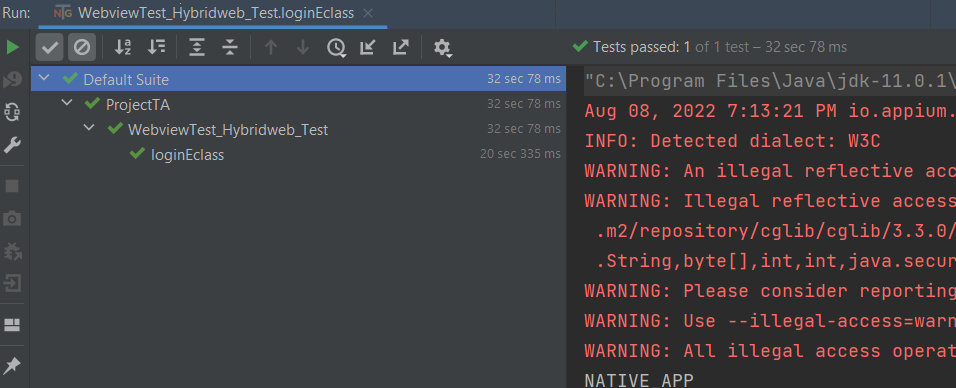 Run: NTG WebviewTest_Hybridweb_Test.loginEclass
Tests passed: 1 of 1 test – 32 sec 78 ms
Default Suite 32 sec 78 ms
ProjectTA 32 sec 78 ms
WebviewTest_Hybridweb_Test 32 sec 78 ms
loginEclass 20 sec 335 ms
"C:\Program Files\Java\jdk-11.0.1\
Aug 08, 2022 7:13:21 PM io.appium.
INFO: Detected dialect: W3C
WARNING: An illegal reflective acc
WARNING: Illegal reflective access
.m2/repository/cglib/cglib/3.3.0/
.String,byte[],int,int,java.secur
WARNING: Please consider reporting
WARNING: Use --illegal-access=warn
WARNING: All illegal access operat
NATIVE_APP